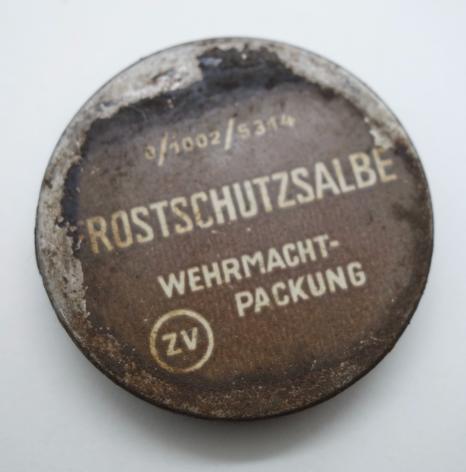 0/1002/5314
ROSTSCHUTZSALBE
WEHRMACHT-
PACKUNG
ZV